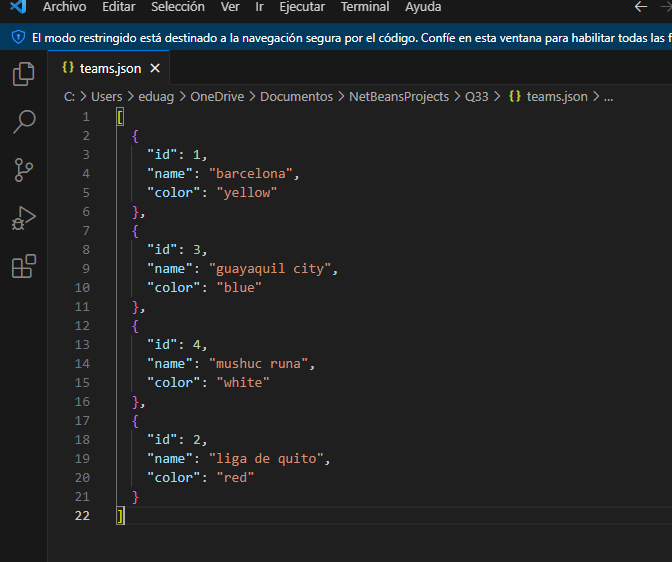 Archivo Editar Selección Ver Ir Ejecutar Terminal Ayuda
El modo restringido está destinado a la navegación segura por el código. Confíe en esta ventana para habilitar todas las
{} teams.json ×
C: > Users > eduag > OneDrive > Documentos > NetBeansProjects > Q33 > {} teams.json > ...
1 [
2 {
3 "id": 1,
4 "name": "barcelona",
5 "color": "yellow"
6 },
7 {
8 "id": 3,
9 "name": "guayaquil city",
10 "color": "blue"
11 },
12 {
13 "id": 4,
14 "name": "mushuc runa",
15 "color": "white"
16 },
17 {
18 "id": 2,
19 "name": "liga de quito",
20 "color": "red"
21 }
22 ]